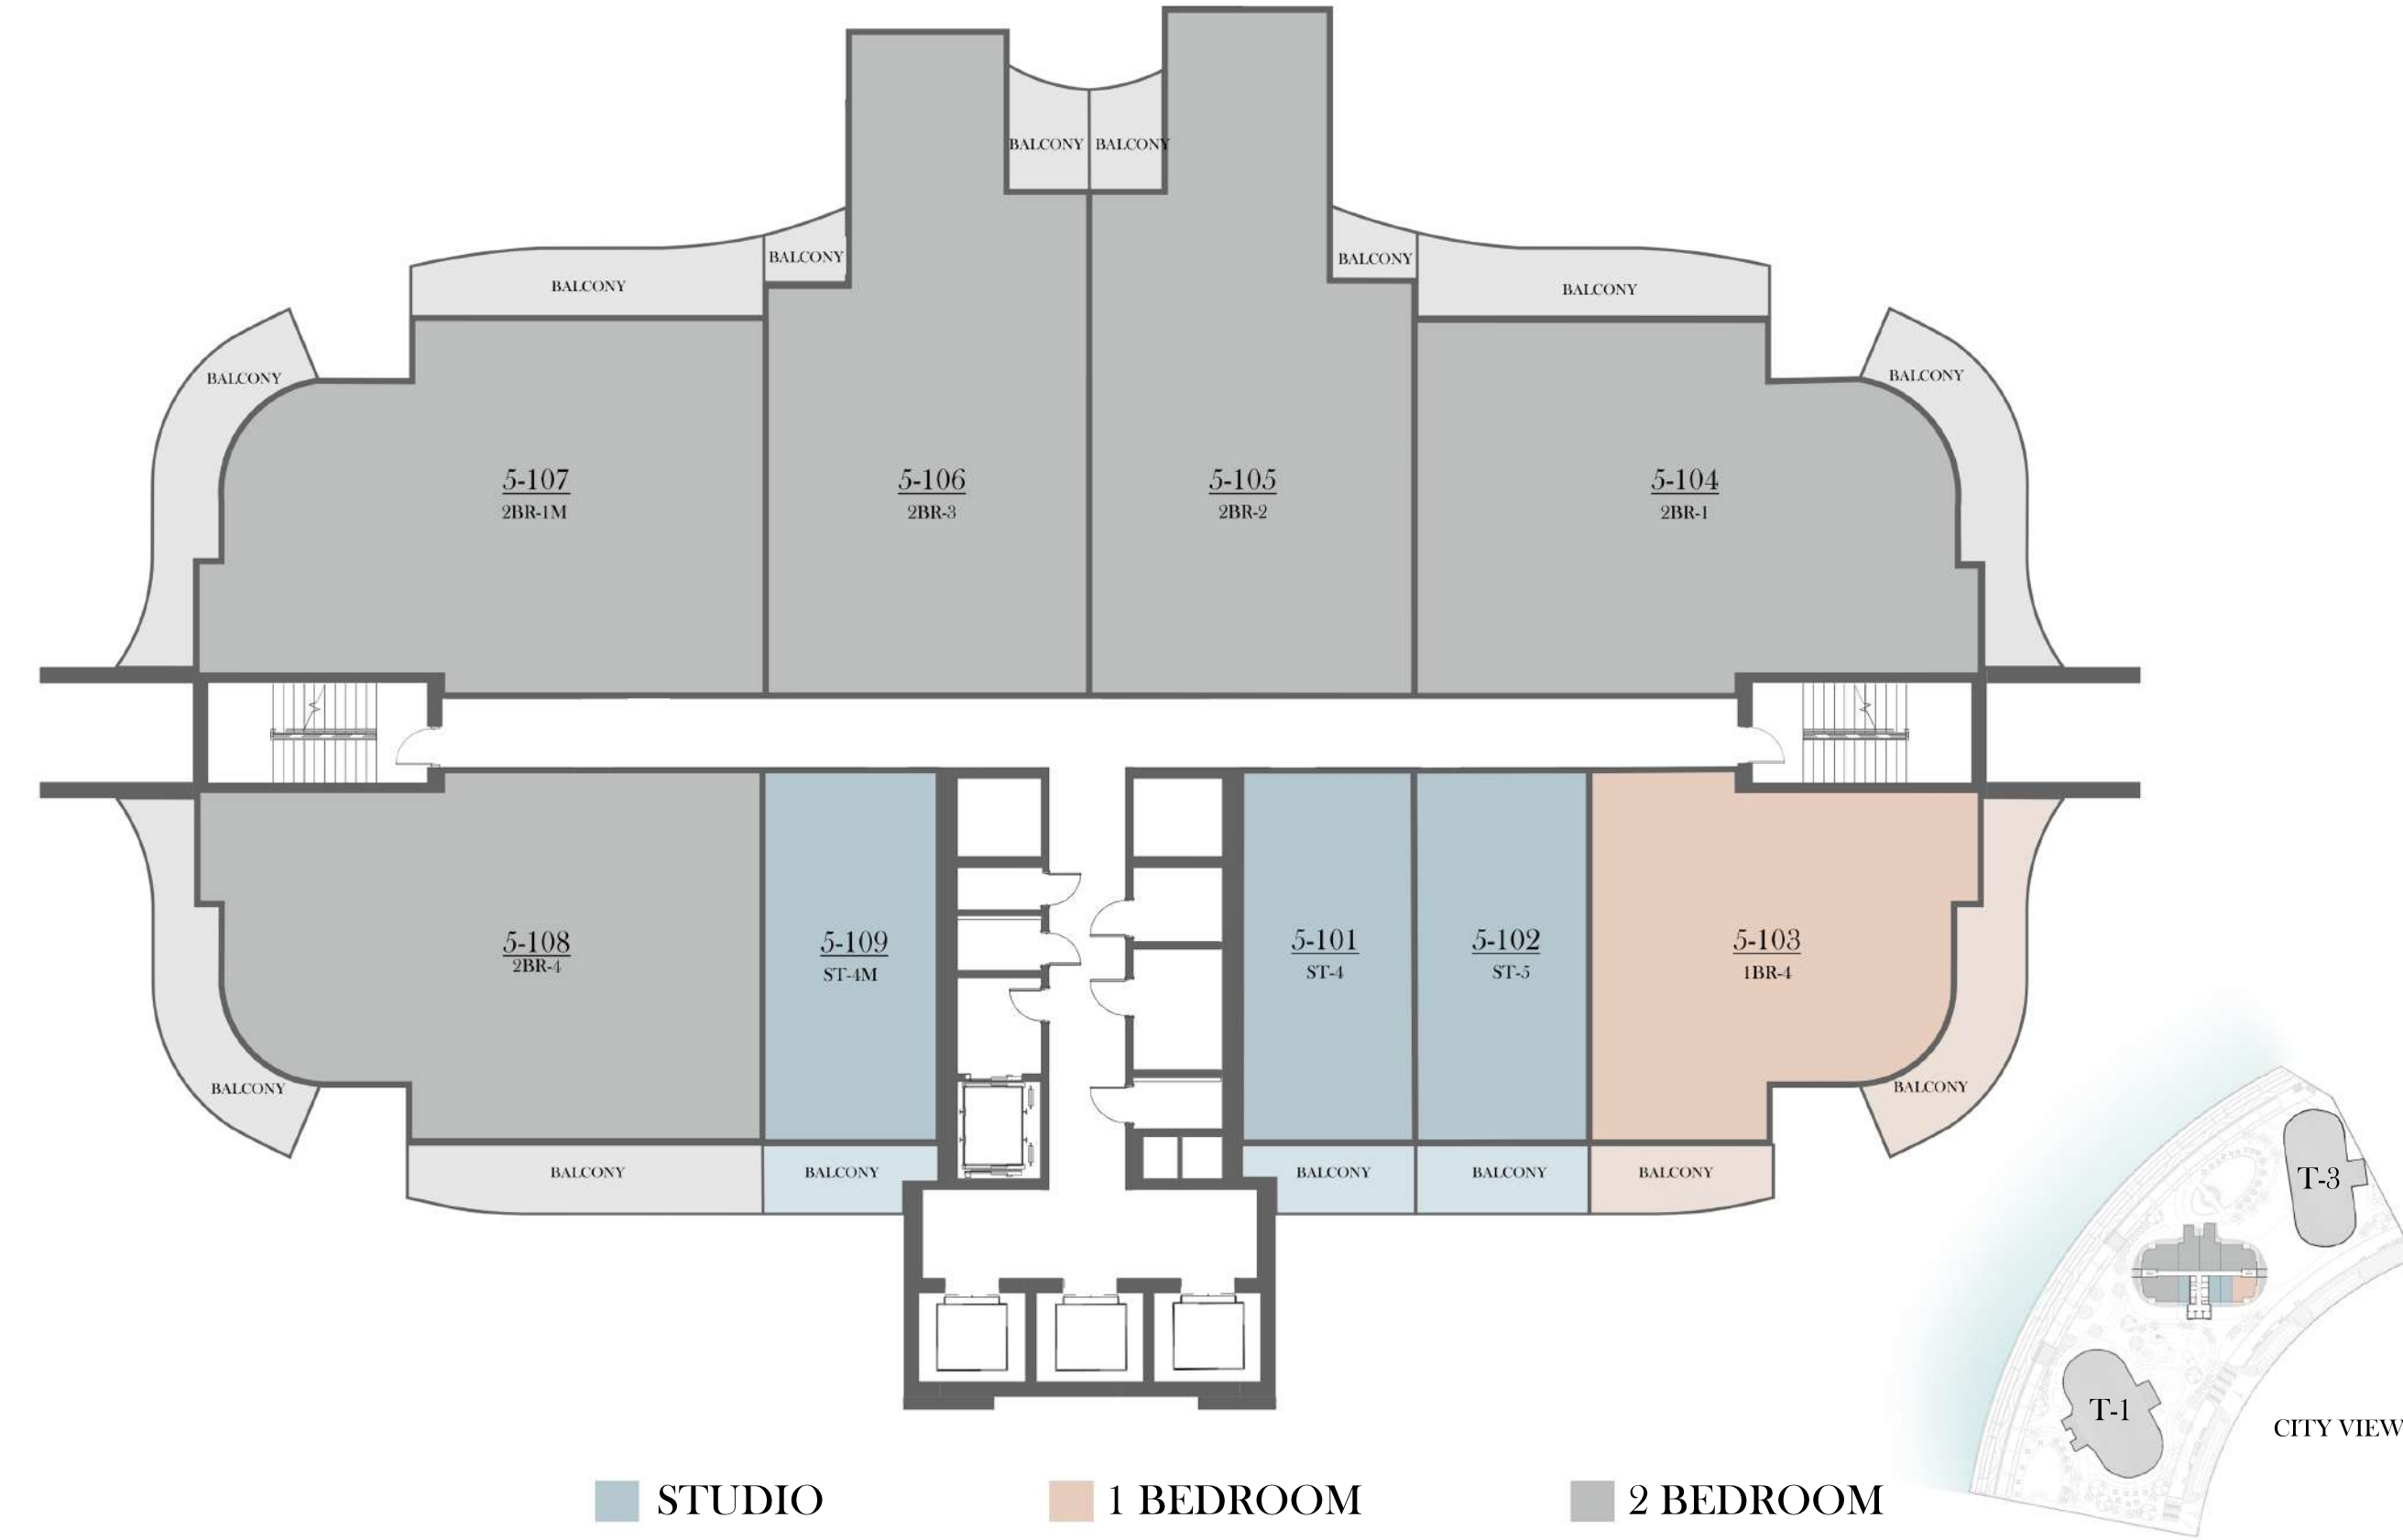 BALCONY
BALCONY
BALCONY
BALCONY
BALCONY
BALCONY
BALCONY
BALCONY
5-107
2BR-1M
5-106
2BR-3
5-105
2BR-2
5-104
2BR-1
5-108
2BR-4
5-109
ST-4M
5-101
ST-4
5-102
ST-5
5-103
1BR-4
BALCONY
BALCONY
BALCONY
BALCONY
BALCONY
BALCONY
BALCONY
T-3
T-1
CITY VIEW
STUDIO
1 BEDROOM
2 BEDROOM